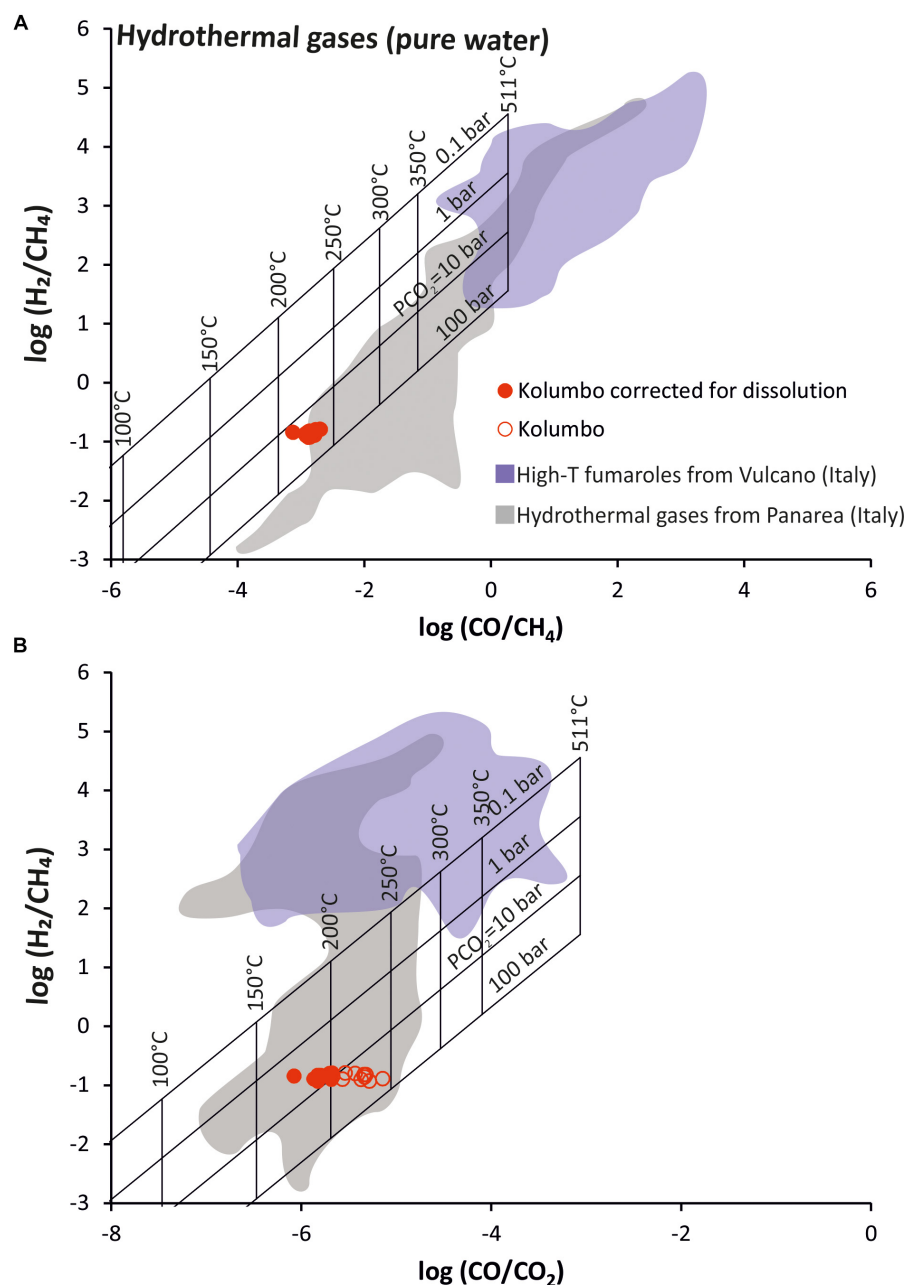 A
Hydrothermal gases (pure water)
6
5
4
3
2
1
0
-1
-2
-3
log (H₂/CH₄)
100°C
150°C
200°C
250°C
300°C
350°C
511°C
0.1 bar
1 bar
PCO₂=10 bar
100 bar
Kolumbo corrected for dissolution
Kolumbo
High-T fumaroles from Vulcano (Italy)
Hydrothermal gases from Panarea (Italy)
-6
-4
-2
0
2
4
6
log (CO/CH₄)
B
6
5
4
3
2
1
0
-1
-2
-3
log (H₂/CH₄)
100°C
150°C
200°C
250°C
300°C
350°C
511°C
0.1 bar
1 bar
PCO₂=10 bar
100 bar
-8
-6
-4
-2
0
log (CO/CO₂)